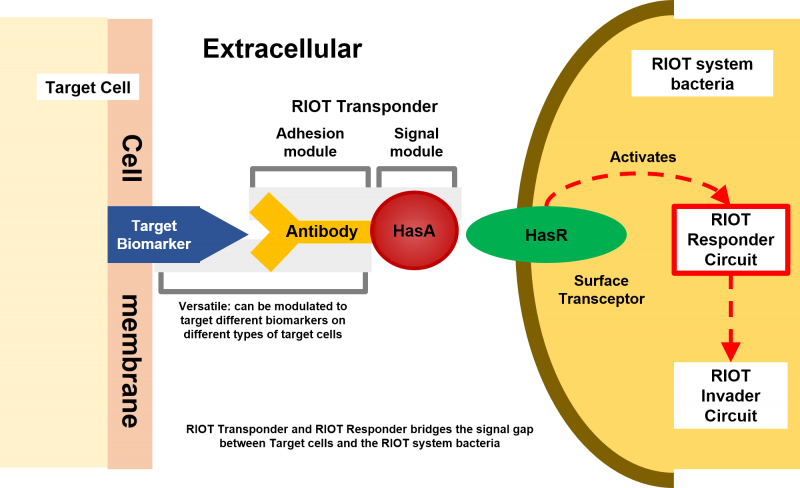 Extracellular
Target Cell
Cell
membrane
RIOT Transponder
Adhesion
module
Signal
module
Target
Biomarker
Antibody
HasA
HasR
Versatile: can be modulated to
target different biomarkers on
different types of target cells
RIOT Transponder and RIOT Responder bridges the signal gap
between Target cells and the RIOT system bacteria
RIOT system
bacteria
Activates
RIOT
Responder
Circuit
Surface
Transceptor
RIOT
Invader
Circuit